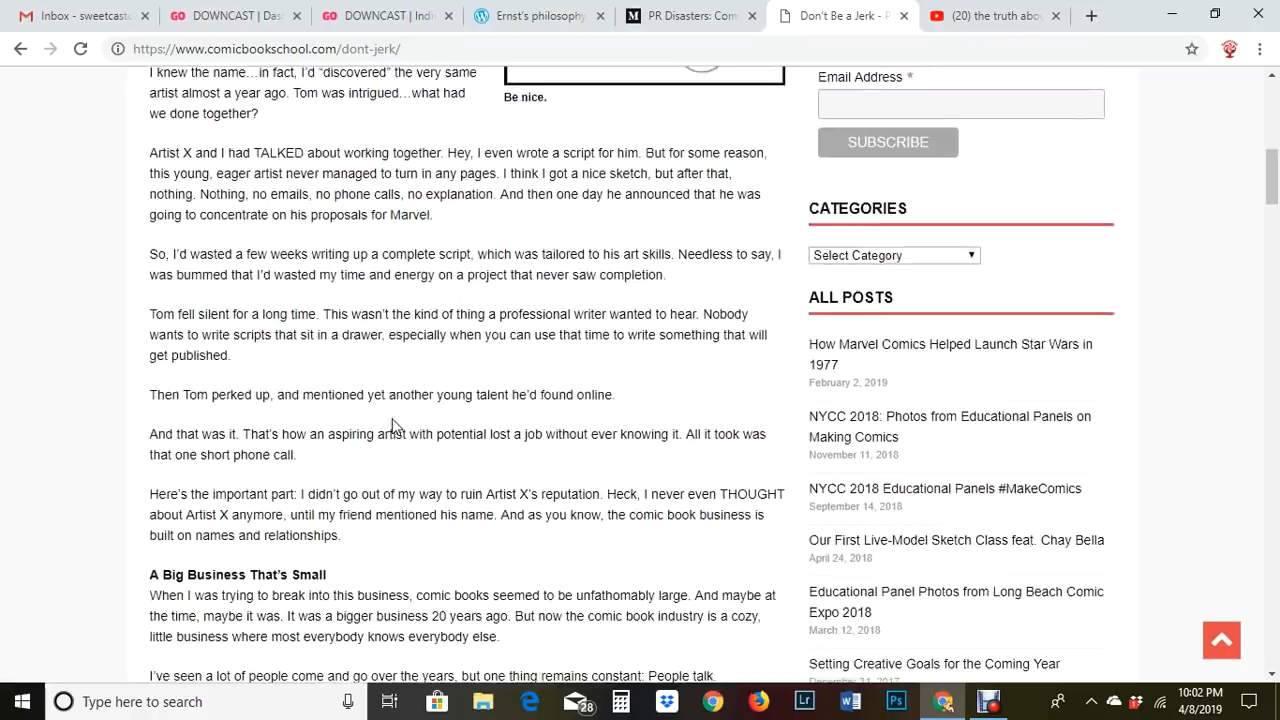 Inbox - sweetcasto
DOWNCAST | Das
DOWNCAST | Indie
Ernst's philosophy
PR Disasters: Com
Don't Be a Jerk - P
(20) the truth abou
https://www.comicbookschool.com/dont-jerk/
I knew the name…in fact, I'd “discovered” the very same
artist almost a year ago. Tom was intrigued…what had
we done together?
Be nice.
Artist X and I had TALKED about working together. Hey, I even wrote a script for him. But for some reason,
this young, eager artist never managed to turn in any pages. I think I got a nice sketch, but after that,
nothing. Nothing, no emails, no phone calls, no explanation. And then one day he announced that he was
going to concentrate on his proposals for Marvel.
So, I'd wasted a few weeks writing up a complete script, which was tailored to his art skills. Needless to say, I
was bummed that I'd wasted my time and energy on a project that never saw completion.
Tom fell silent for a long time. This wasn't the kind of thing a professional writer wanted to hear. Nobody
wants to write scripts that sit in a drawer, especially when you can use that time to write something that will
get published.
Then Tom perked up, and mentioned yet another young talent he'd found online.
And that was it. That's how an aspiring artist with potential lost a job without ever knowing it. All it took was
that one short phone call.
Here's the important part: I didn't go out of my way to ruin Artist X's reputation. Heck, I never even THOUGHT
about Artist X anymore, until my friend mentioned his name. And as you know, the comic book business is
built on names and relationships.
A Big Business That's Small
When I was trying to break into this business, comic books seemed to be unfathomably large. And maybe at
the time, maybe it was. It was a bigger business 20 years ago. But now the comic book industry is a cozy,
little business where most everybody knows everybody else.
I've seen a lot of people come and go over the years, but one thing remains constant: People talk.
Email Address *
SUBSCRIBE
CATEGORIES
Select Category
ALL POSTS
How Marvel Comics Helped Launch Star Wars in
1977
February 2, 2019
NYCC 2018: Photos from Educational Panels on
Making Comics
November 11, 2018
NYCC 2018 Educational Panels #MakeComics
September 14, 2018
Our First Live-Model Sketch Class feat. Chay Bella
April 24, 2018
Educational Panel Photos from Long Beach Comic
Expo 2018
March 12, 2018
Setting Creative Goals for the Coming Year
December 31, 2017
Type here to search
28
10:02 PM
4/8/2019